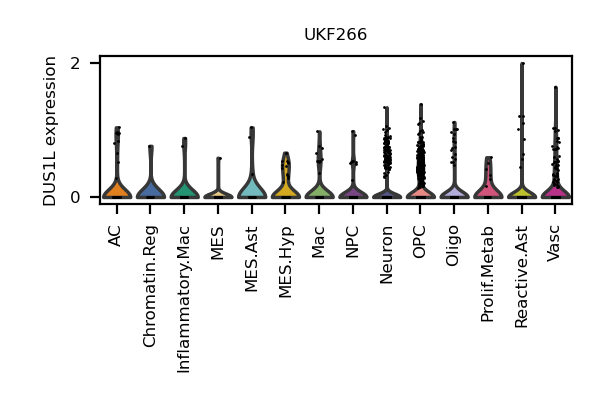 UKF266
DUS1L expression
2
0
AC
Chromatin.Reg
Inflammatory.Mac
MES
MES.Ast
MES.Hyp
Mac
NPC
Neuron
OPC
Oligo
Prolif.Metab
Reactive.Ast
Vasc